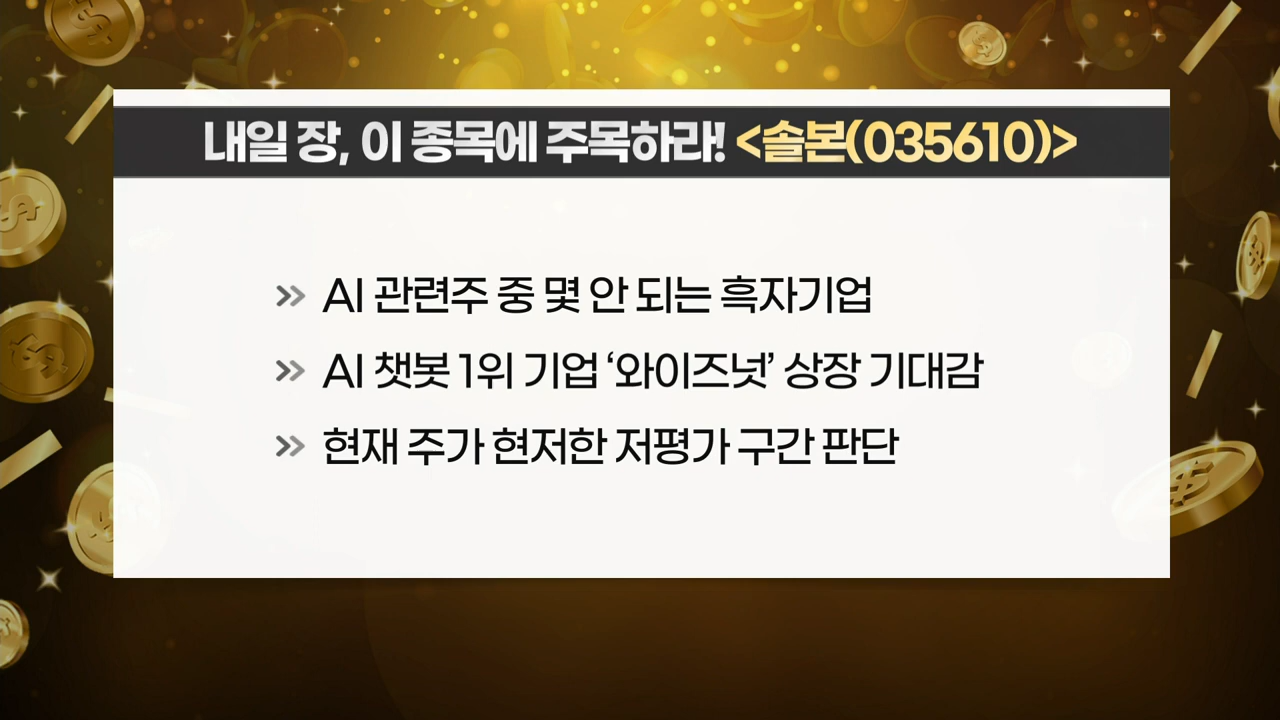 내일 장, 이 종목에 주목하라! <솔본(035610)>
>> AI 관련주 중 몇 안 되는 흑자기업
>> AI 챗봇 1위 기업 ‘와이즈넛’ 상장 기대감
>> 현재 주가 현저한 저평가 구간 판단